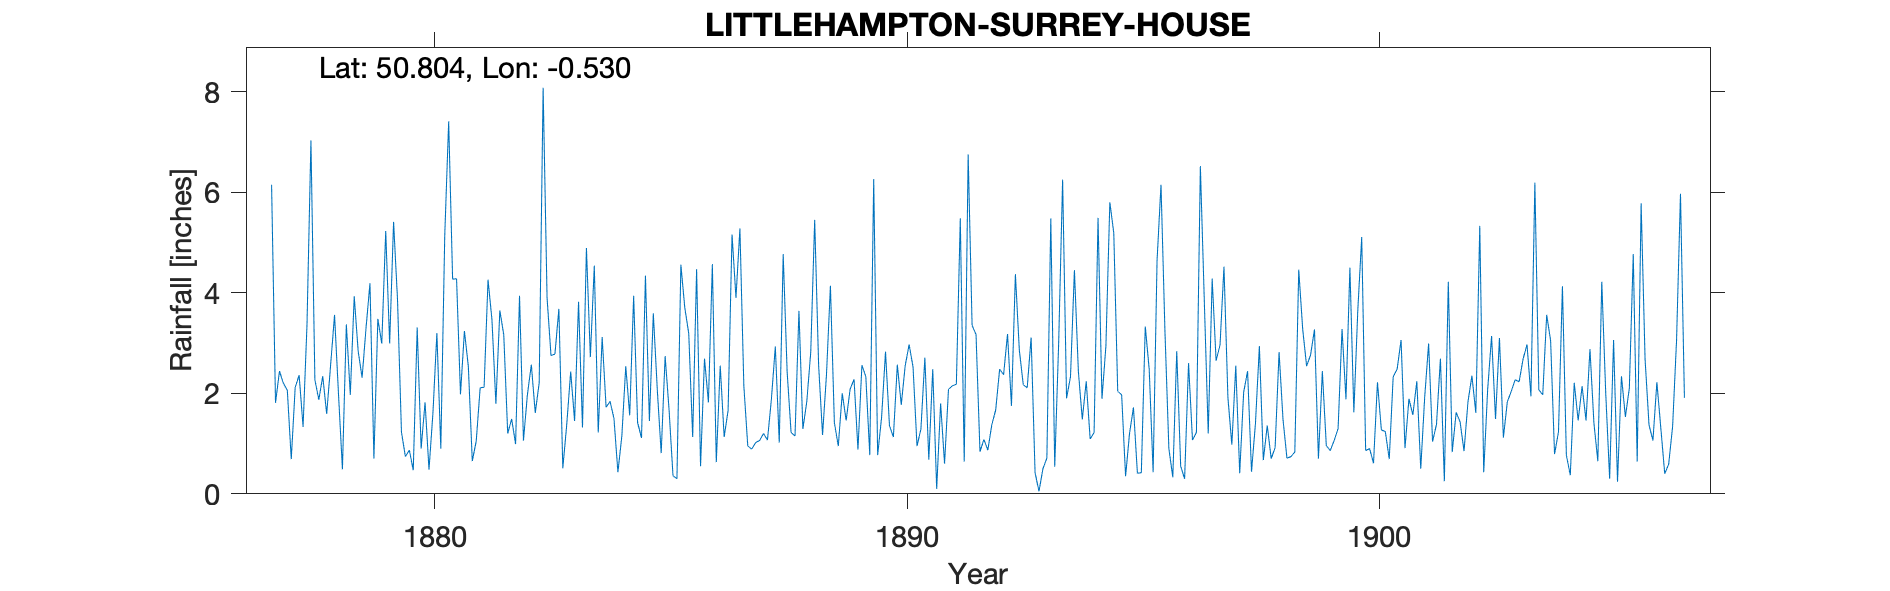 LITTLEHAMPTON-SURREY-HOUSE
Lat: 50.804, Lon: -0.530
Rainfall [inches]
8
6
4
2
0
1880 1890 1900
Year